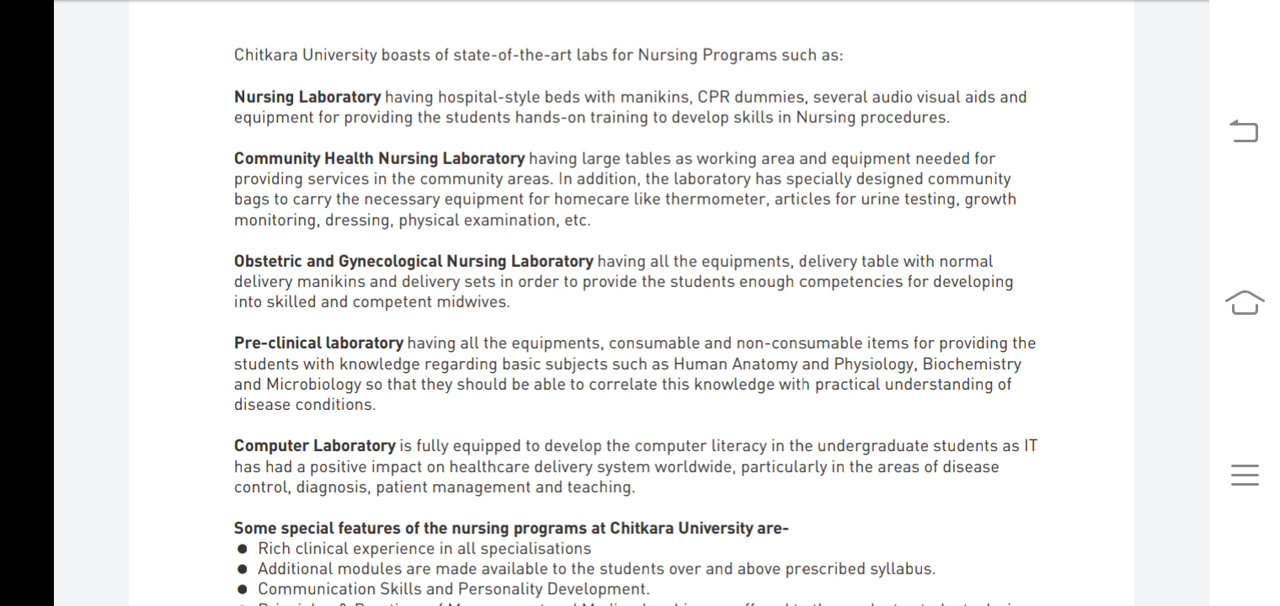 Chitkara University boasts of state-of-the-art labs for Nursing Programs such as:
Nursing Laboratory having hospital-style beds with manikins, CPR dummies, several audio visual aids and
equipment for providing the students hands-on training to develop skills in Nursing procedures.
Community Health Nursing Laboratory having large tables as working area and equipment needed for
providing services in the community areas. In addition, the laboratory has specially designed community
bags to carry the necessary equipment for homecare like thermometer, articles for urine testing, growth
monitoring, dressing, physical examination, etc.
Obstetric and Gynecological Nursing Laboratory having all the equipments, delivery table with normal
delivery manikins and delivery sets in order to provide the students enough competencies for developing
into skilled and competent midwives.
Pre-clinical laboratory having all the equipments, consumable and non-consumable items for providing the
students with knowledge regarding basic subjects such as Human Anatomy and Physiology, Biochemistry
and Microbiology so that they should be able to correlate this knowledge with practical understanding of
disease conditions.
Computer Laboratory is fully equipped to develop the computer literacy in the undergraduate students as IT
has had a positive impact on healthcare delivery system worldwide, particularly in the areas of disease
control, diagnosis, patient management and teaching.
Some special features of the nursing programs at Chitkara University are-
● Rich clinical experience in all specialisations
● Additional modules are made available to the students over and above prescribed syllabus.
● Communication Skills and Personality Development.